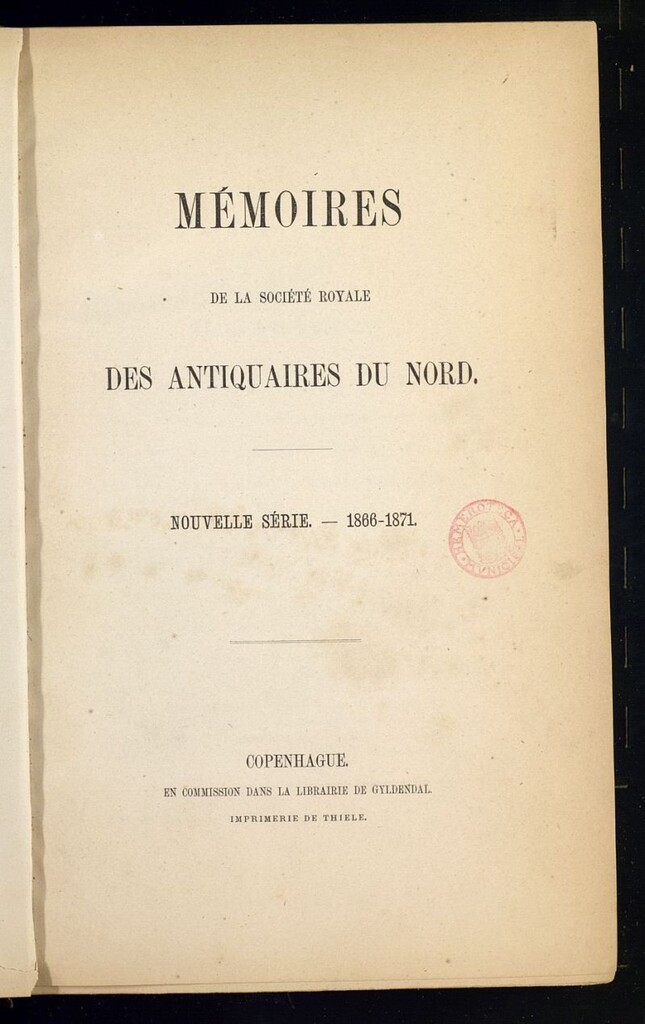 MÉMOIRES
DE LA SOCIÉTÉ ROYALE
DES ANTIQUAIRES DU NORD.
NOUVELLE SÉRIE. — 1866-1871.
COPENHAGUE.
EN COMMISSION DANS LA LIBRAIRIE DE GYLDENDAL.
IMPRIMERIE DE THIELE.